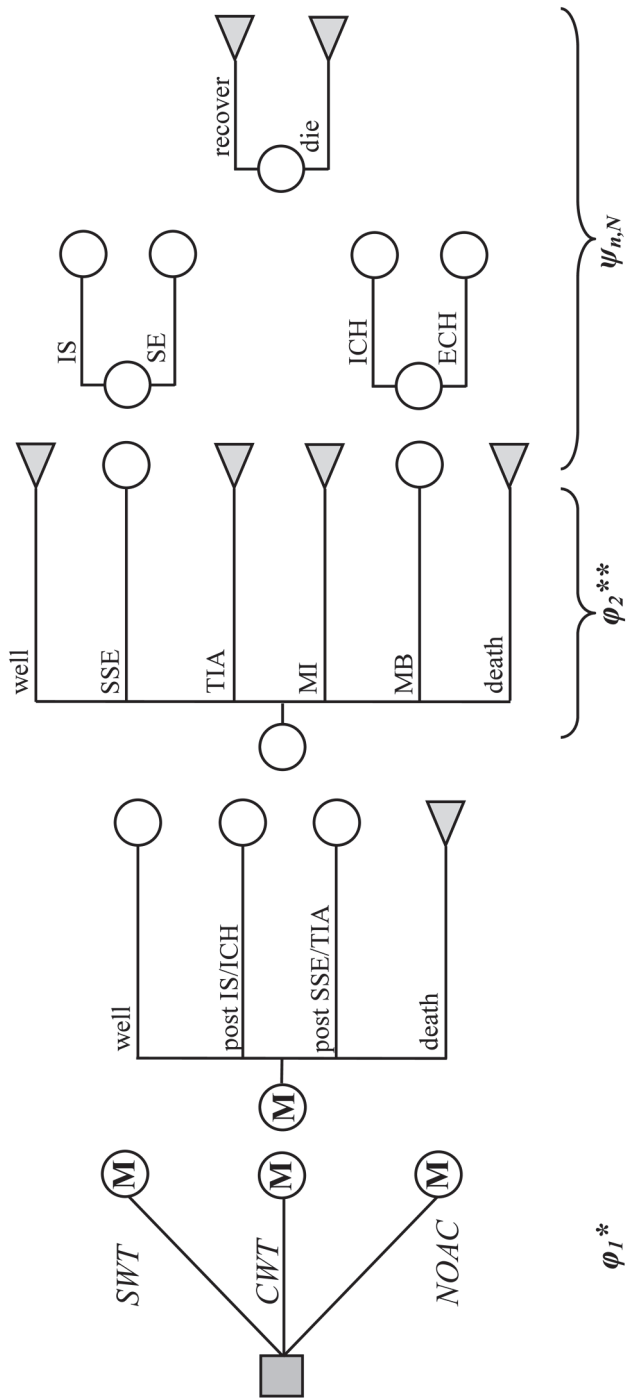 SWT
CWT
NOAC
M
M
M
M
well
post IS/ICH
post SSE/TIA
death
well
SSE
TIA
MI
MB
death
IS
SE
ICH
ECH
recover
die
φ₁*
φ₂**
ψₙ,N